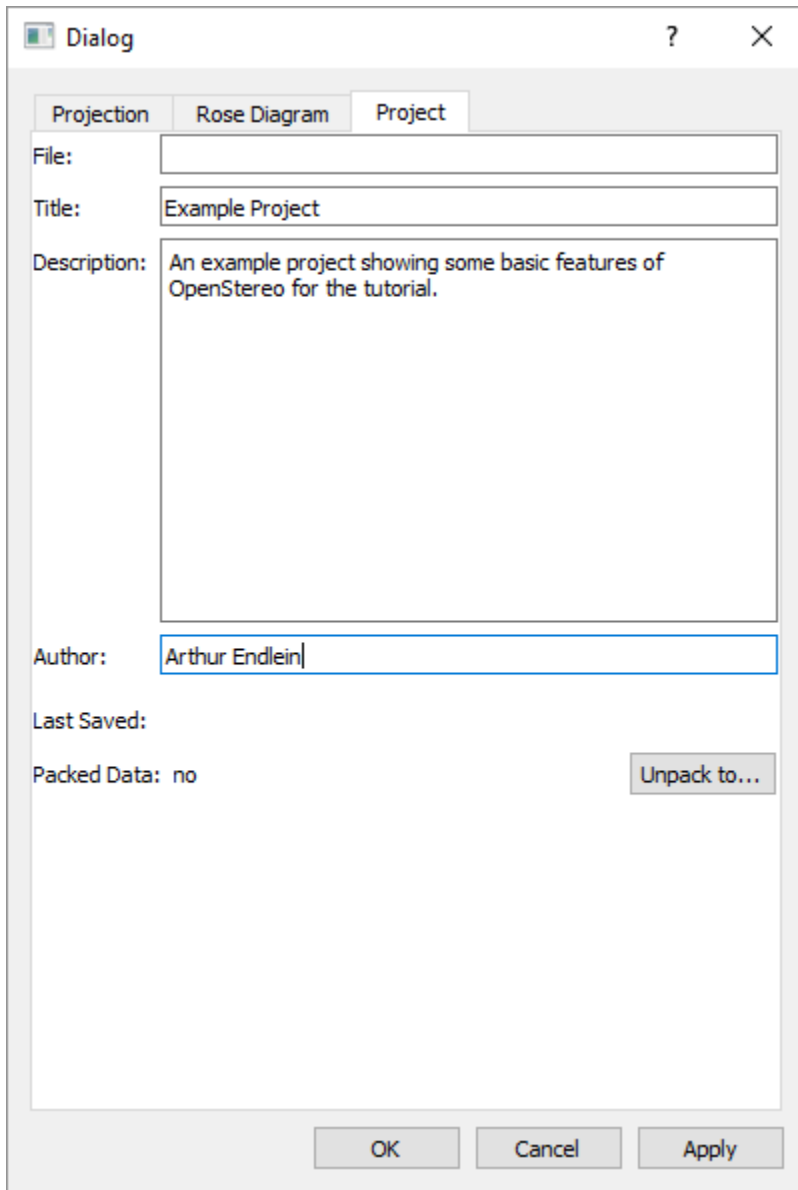 Dialog
?
Projection Rose Diagram Project
File:
Title: Example Project
Description: An example project showing some basic features of
OpenStereo for the tutorial.
Author: Arthur Endlein
Last Saved:
Packed Data: no Unpack to...
OK Cancel Apply